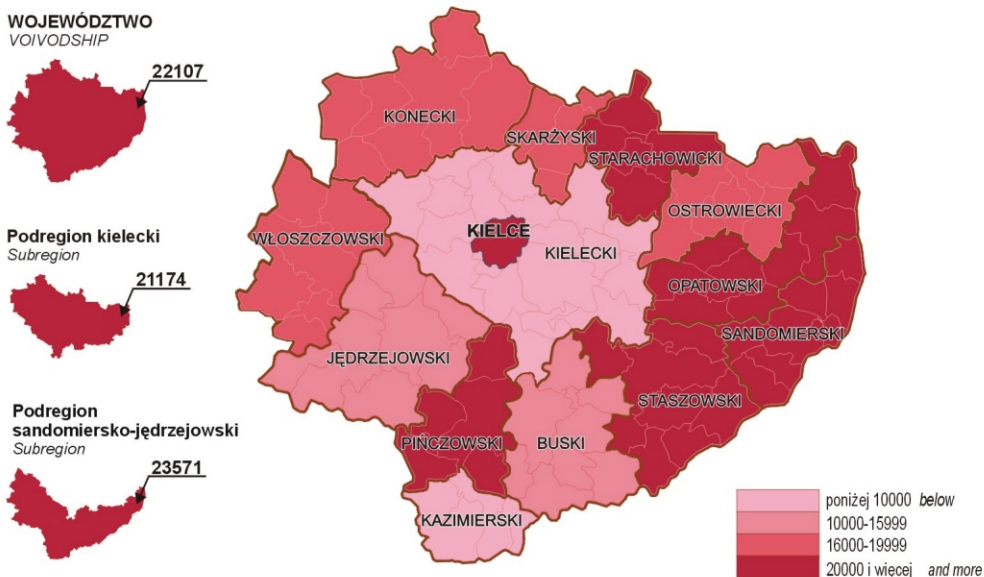 WOJEWÓDZTWO
VOIVODSHIP
22107
Podregion kielecki
Subregion
21174
Podregion
sandomiersko-jędrzejowski
Subregion
23571
KONECKI
SKARŻYSKI
STARACHOWICKI
OSTROWIECKI
WŁOSZCZOWSKI
KIELCE
KIELECKI
OPATOWSKI
SANDOMIERSKI
JĘDRZEJOWSKI
STASZOWSKI
PIŃCZOWSKI
BUSKI
KAZIMIERSKI
poniżej 10000 below
10000-15999
16000-19999
20000 i więcej and more